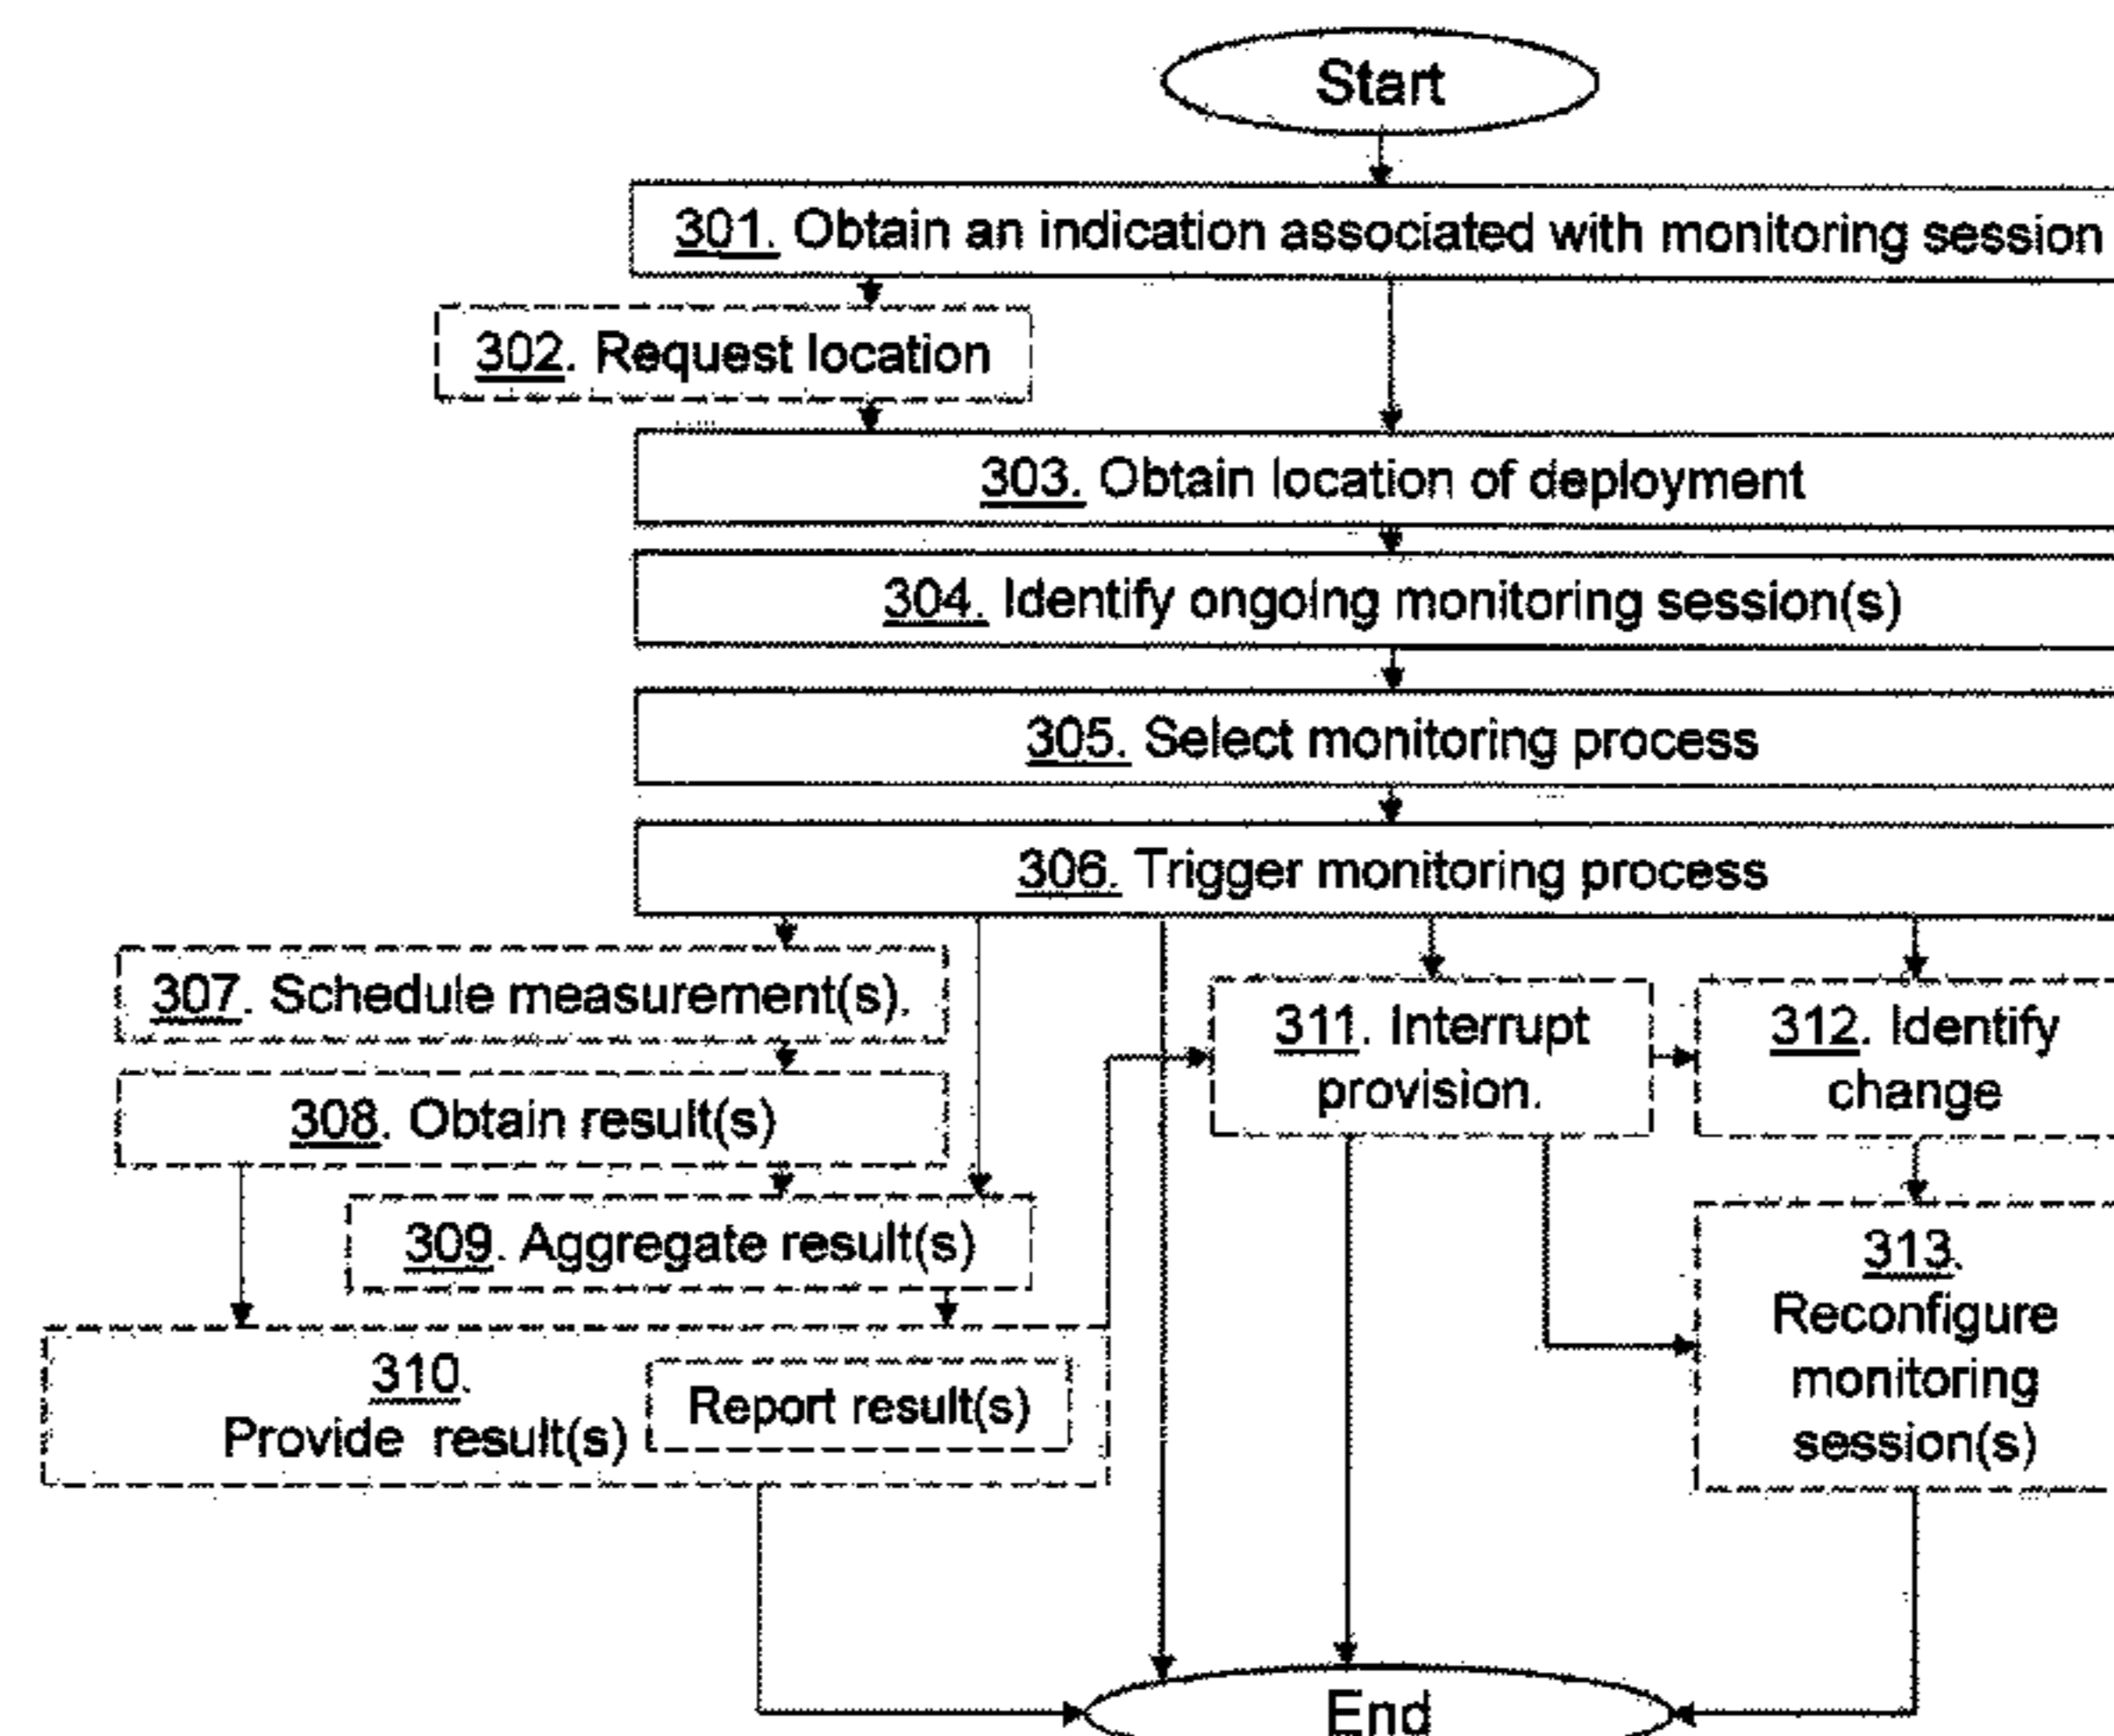 Start
301. Obtain an indication associated with monitoring session
302. Request location
303. Obtain location of deployment
304. Identify ongoing monitoring session(s)
305. Select monitoring process
306. Trigger monitoring process
307. Schedule measurement(s).
308. Obtain result(s)
309. Aggregate result(s)
310.
Provide result(s)
Report result(s)
311. Interrupt
provision.
312. Identify
change
313.
Reconfigure
monitoring
session(s)
End